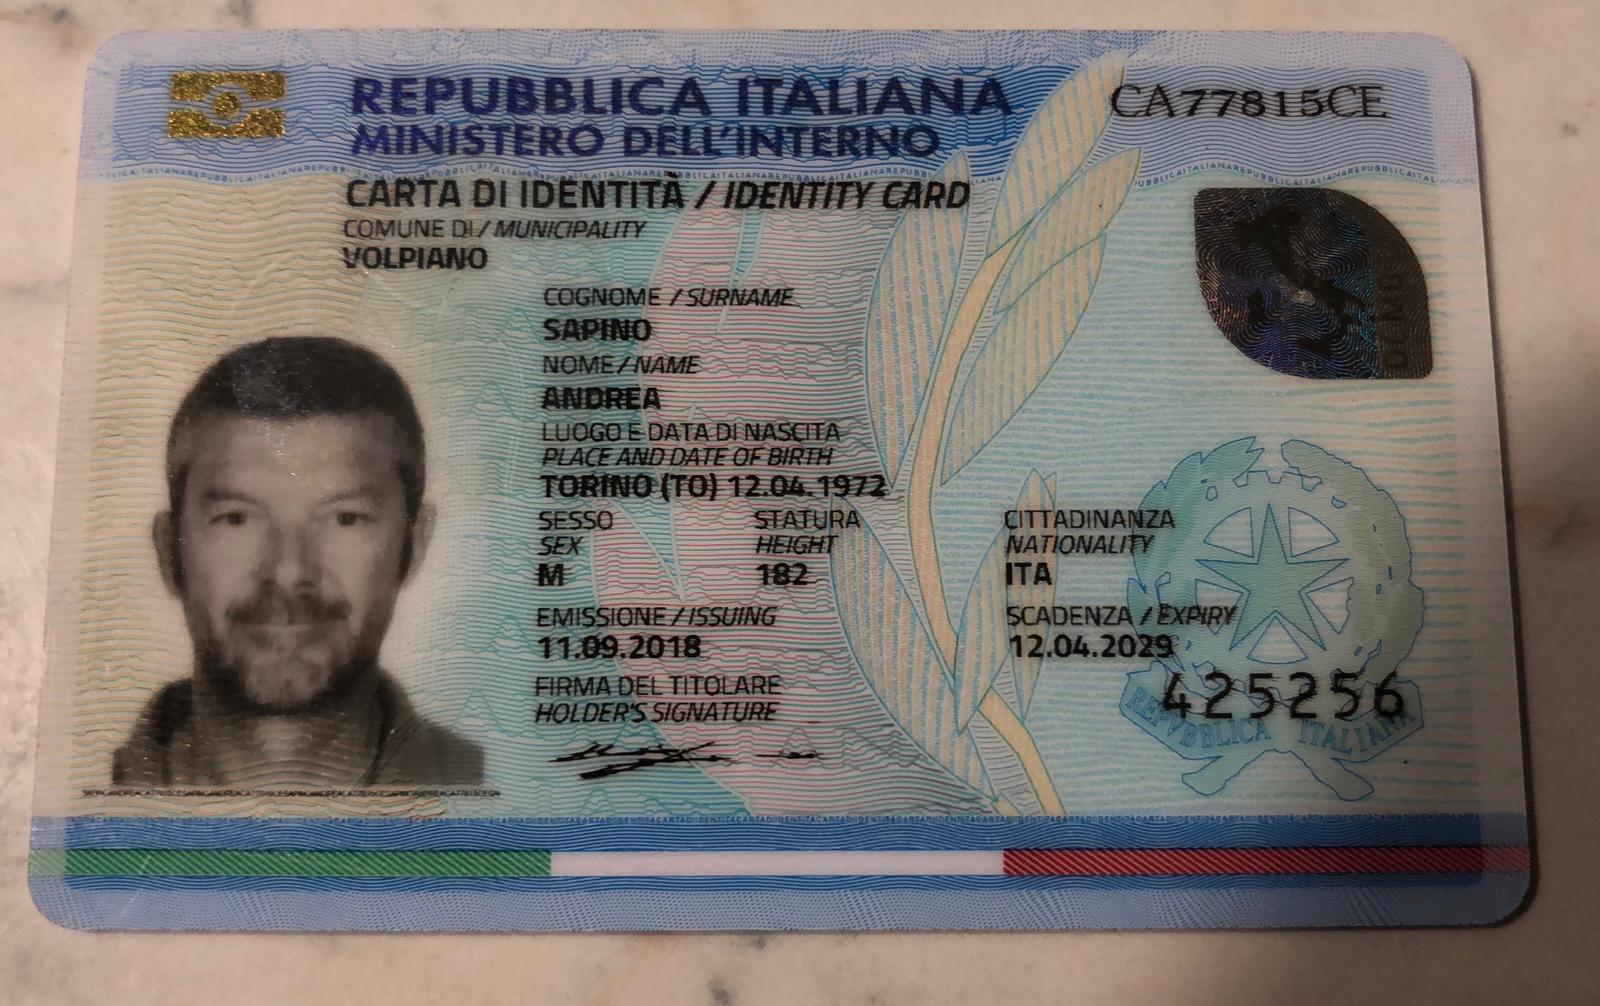 REPUBBLICA ITALIANA
MINISTERO DELL'INTERNO
CA77815CE
CARTA DI IDENTITÀ / IDENTITY CARD
COMUNE DI / MUNICIPALITY
VOLPIANO
COGNOME / SURNAME
SAPINO
NOME / NAME
ANDREA
LUOGO E DATA DI NASCITA
PLACE AND DATE OF BIRTH
TORINO (TO) 12.04.1972
SESSO STATURA CITTADINANZA
SEX HEIGHT NATIONALITY
M 182 ITA
EMISSIONE / ISSUING SCADENZA / EXPIRY
11.09.2018 12.04.2029
425256
FIRMA DEL TITOLARE
HOLDER'S SIGNATURE
REPVBBLICA ITALIANA